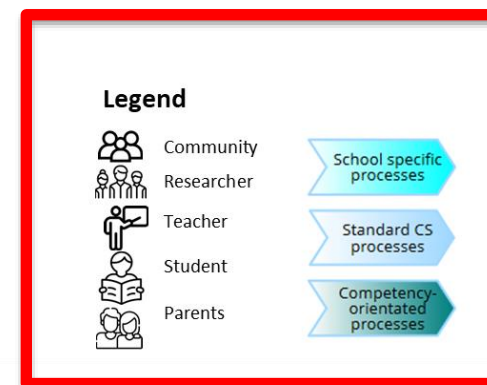 Legend
Community
Researcher
Teacher
Student
Parents
School specific
processes
Standard CS
processes
Competency-
orientated
processes